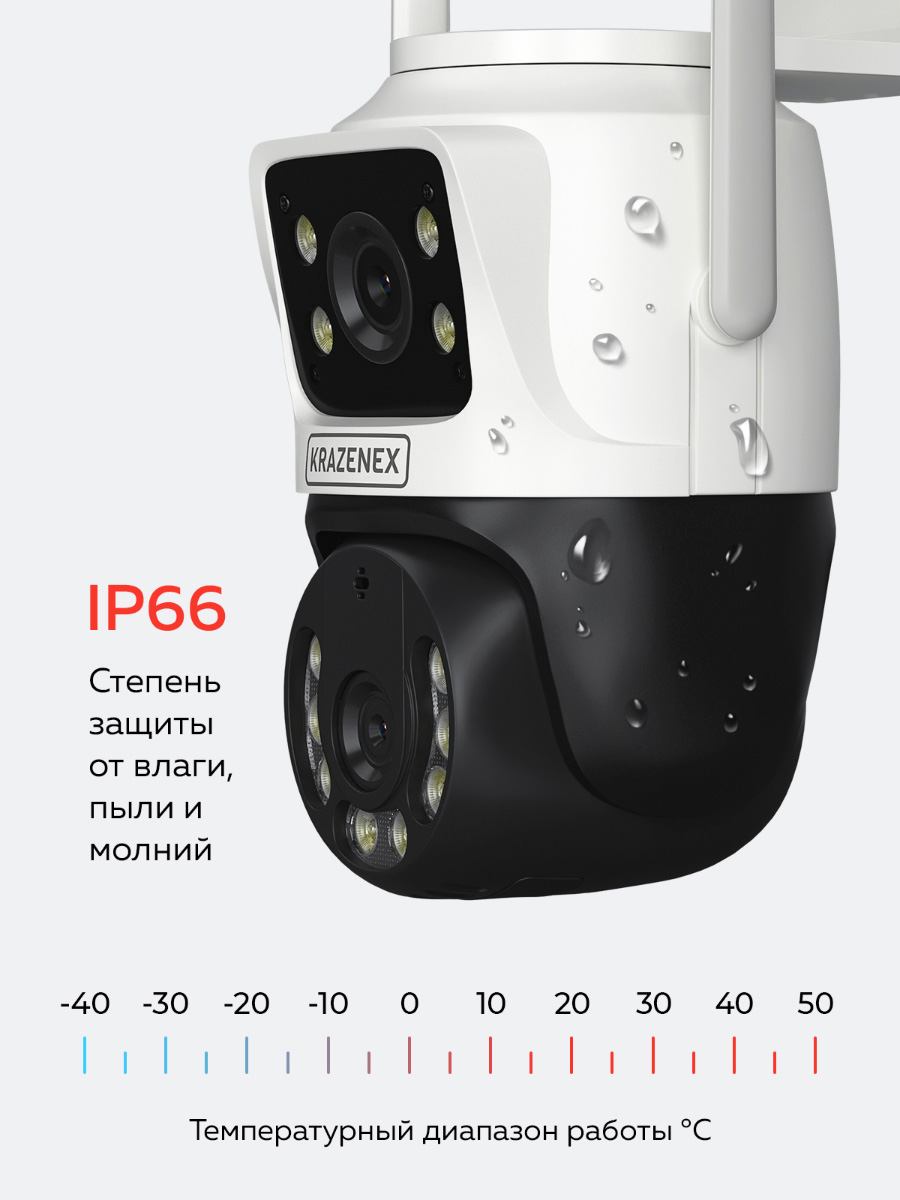 KRAZENEX
IP66
Степень
защиты
от влаги,
пыли и
молний
-40 -30 -20 -10 0 10 20 30 40 50
Температурный диапазон работы °C